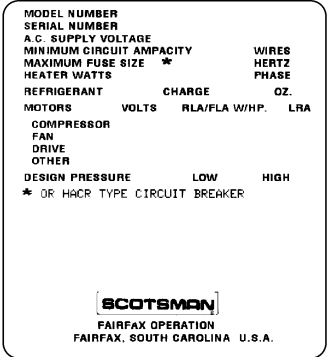 MODEL NUMBER
SERIAL NUMBER
A.C. SUPPLY VOLTAGE
MINIMUM CIRCUIT AMPACITY WIRES
MAXIMUM FUSE SIZE * HERTZ
HEATER WATTS PHASE
REFRIGERANT CHARGE OZ.
MOTORS VOLTS RLA/FLA W/HP. LRA
COMPRESSOR
FAN
DRIVE
OTHER
DESIGN PRESSURE LOW HIGH
* OR HACR TYPE CIRCUIT BREAKER
SCOTSMAN
FAIRFAX OPERATION
FAIRFAX, SOUTH CAROLINA U.S.A.